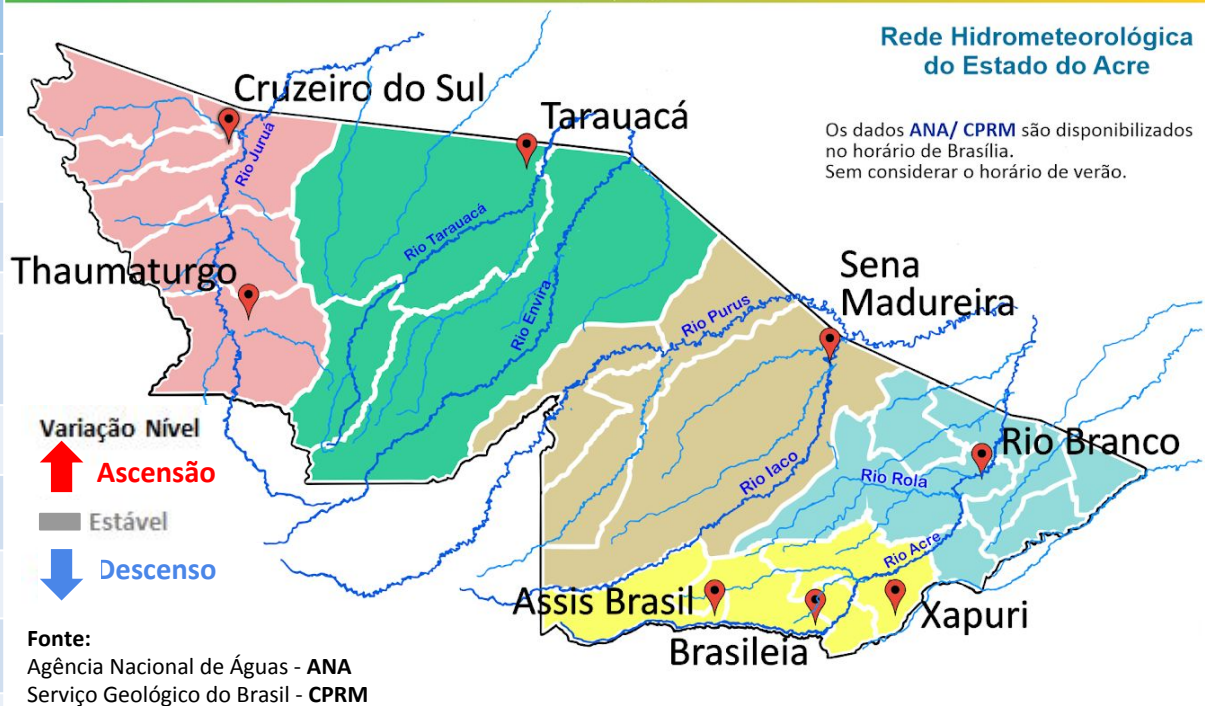 Rede Hidrometeorológica
do Estado do Acre
Os dados ANA/ CPRM são disponibilizados
no horário de Brasília.
Sem considerar o horário de verão.
Cruzeiro do Sul
Tarauacá
Rio Juruá
Rio Tarauacá
Thaumaturgo
Rio Envira
Sena
Madureira
Rio Purus
Variação Nível
Ascensão
Estável
Descenso
Rio Branco
Rio Iaco
Rio Rola
Rio Acre
Assis Brasil
Xapuri
Brasileia
Fonte:
Agência Nacional de Águas - ANA
Serviço Geológico do Brasil - CPRM